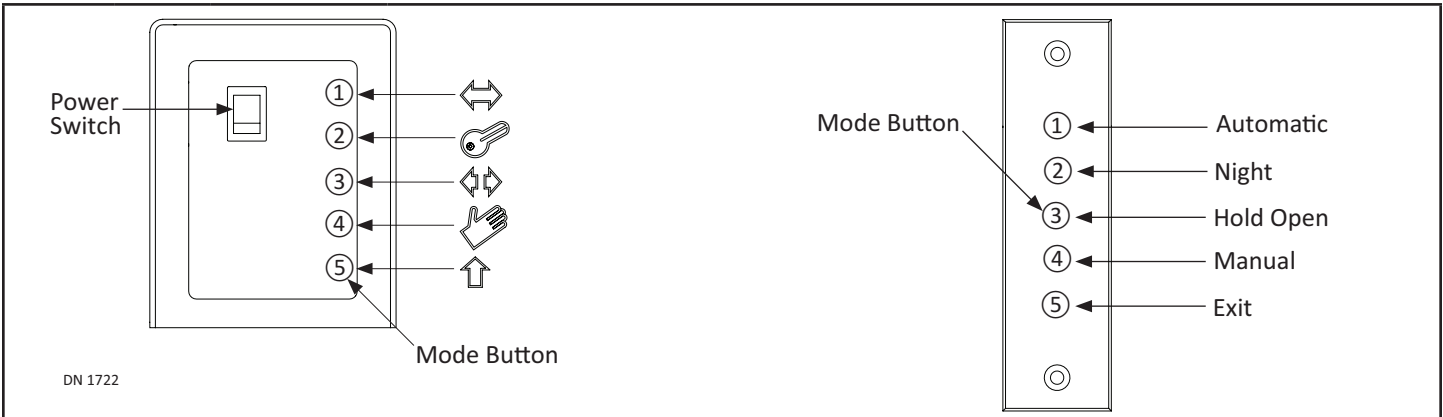 Power
Switch
1
2
3
4
5
Mode Button
DN 1722
Mode Button
1
2
3
4
5
Automatic
Night
Hold Open
Manual
Exit